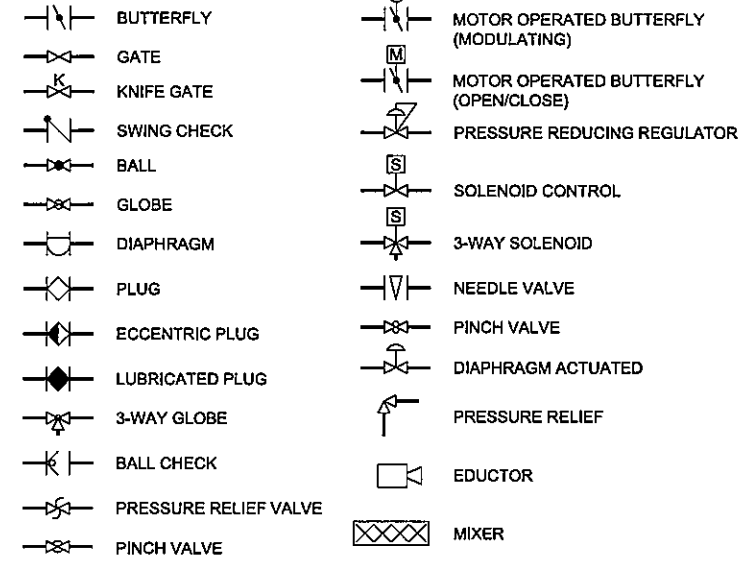 BUTTERFLY
GATE
K
KNIFE GATE
SWING CHECK
BALL
GLOBE
DIAPHRAGM
PLUG
ECCENTRIC PLUG
LUBRICATED PLUG
3-WAY GLOBE
BALL CHECK
PRESSURE RELIEF VALVE
PINCH VALVE
MOTOR OPERATED BUTTERFLY
(MODULATING)
M
MOTOR OPERATED BUTTERFLY
(OPEN/CLOSE)
PRESSURE REDUCING REGULATOR
S
SOLENOID CONTROL
S
3-WAY SOLENOID
NEEDLE VALVE
PINCH VALVE
DIAPHRAGM ACTUATED
PRESSURE RELIEF
EDUCTOR
MIXER